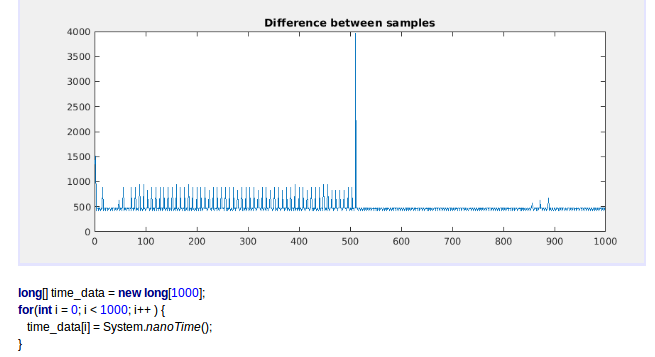 Difference between samples
4000
3500
3000
2500
2000
1500
1000
500
0
0 100 200 300 400 500 600 700 800 900 1000
long[] time_data = new long[1000];
for(int i = 0; i < 1000; i++ ) {
time_data[i] = System.nanoTime();
}